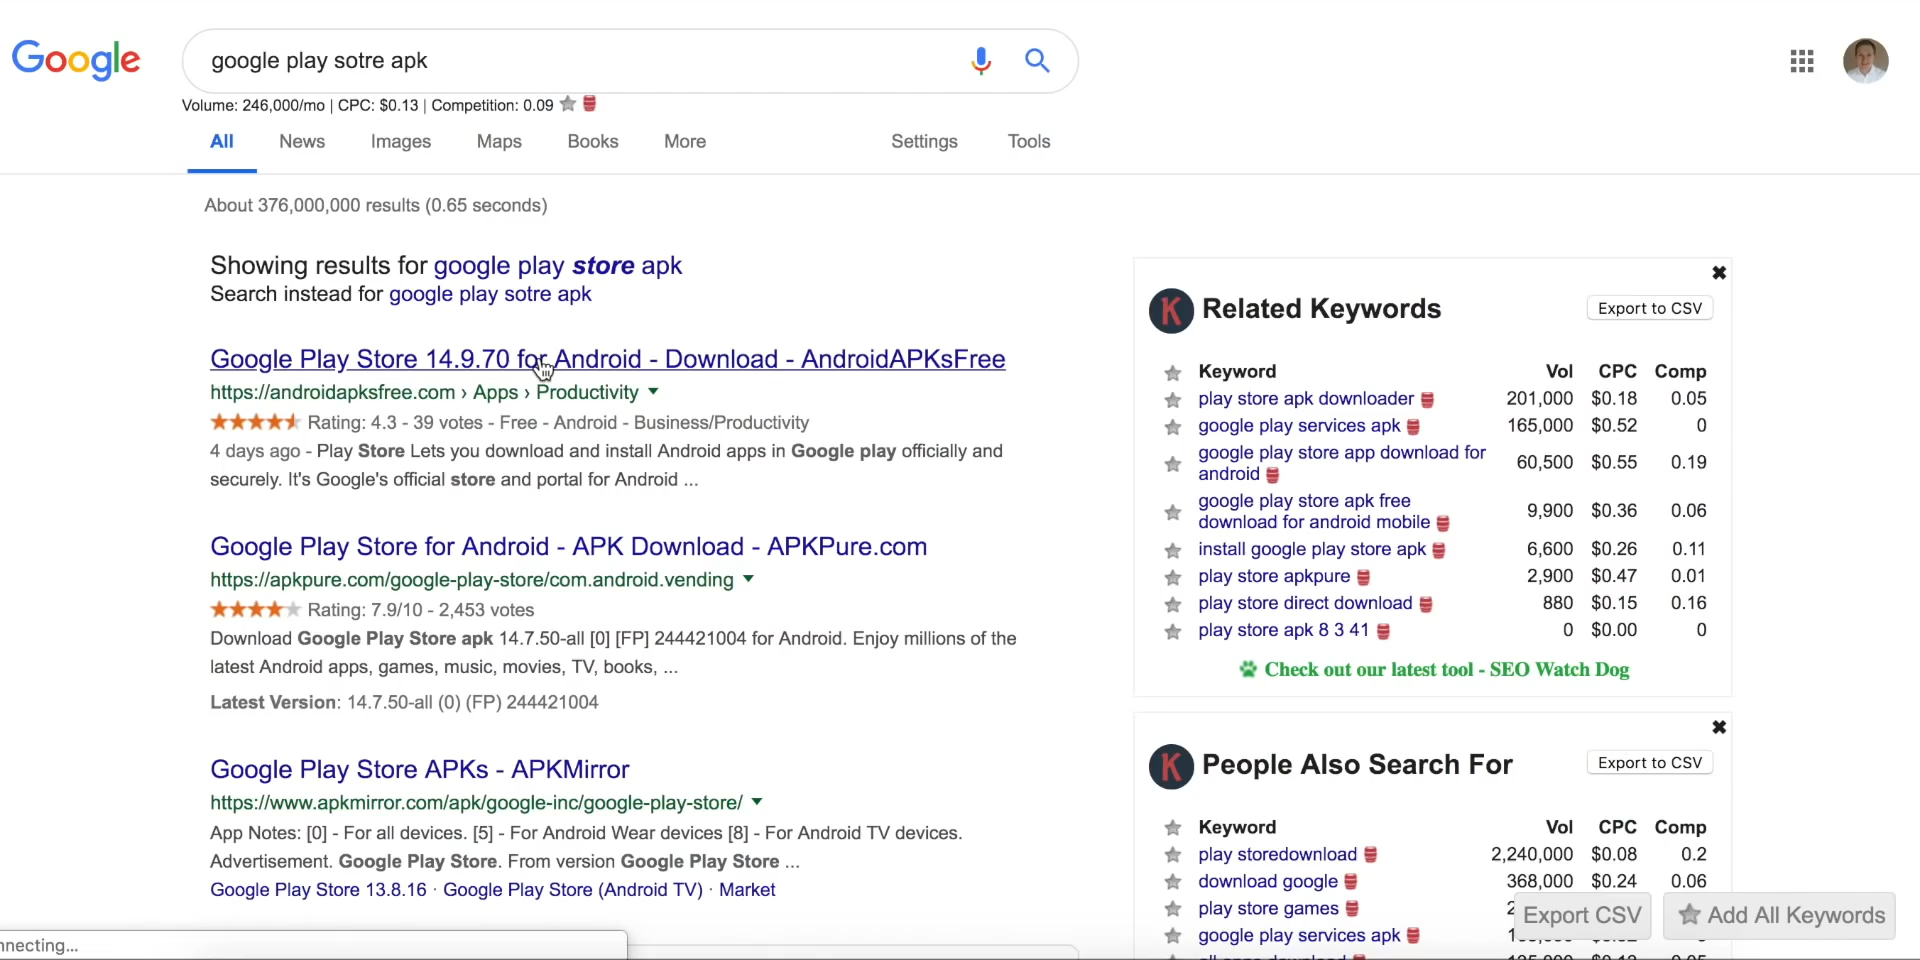 Google
google play sotre apk
Volume: 246,000/mo | CPC: $0.13 | Competition: 0.09
All News Images Maps Books More Settings Tools
About 376,000,000 results (0.65 seconds)
Showing results for google play store apk
Search instead for google play sotre apk
Google Play Store 14.9.70 for Android - Download - AndroidAPKsFree
https://androidapksfree.com › Apps › Productivity
Rating: 4.3 - 39 votes - Free - Android - Business/Productivity
4 days ago - Play Store Lets you download and install Android apps in Google play officially and
securely. It's Google's official store and portal for Android ...
Google Play Store for Android - APK Download - APKPure.com
https://apkpure.com/google-play-store/com.android.vending
Rating: 7.9/10 - 2,453 votes
Download Google Play Store apk 14.7.50-all [0] [FP] 244421004 for Android. Enjoy millions of the
latest Android apps, games, music, movies, TV, books, ...
Latest Version: 14.7.50-all (0) (FP) 244421004
Google Play Store APKs - APKMirror
https://www.apkmirror.com/apk/google-inc/google-play-store/
App Notes: [0] - For all devices. [5] - For Android Wear devices [8] - For Android TV devices.
Advertisement. Google Play Store. From version Google Play Store ...
Google Play Store 13.8.16 · Google Play Store (Android TV) · Market
nnecting...
K Related Keywords Export to CSV
Keyword Vol CPC Comp
play store apk downloader 201,000 $0.18 0.05
google play services apk 165,000 $0.52 0
google play store app download for
android 60,500 $0.55 0.19
google play store apk free
download for android mobile 9,900 $0.36 0.06
install google play store apk 6,600 $0.26 0.11
play store apkpure 2,900 $0.47 0.01
play store direct download 880 $0.15 0.16
play store apk 8 3 41 0 $0.00 0
Check out our latest tool - SEO Watch Dog
K People Also Search For Export to CSV
Keyword Vol CPC Comp
play storedownload 2,240,000 $0.08 0.2
download google 368,000 $0.24 0.06
play store games
Export CSV Add All Keywords
google play services apk